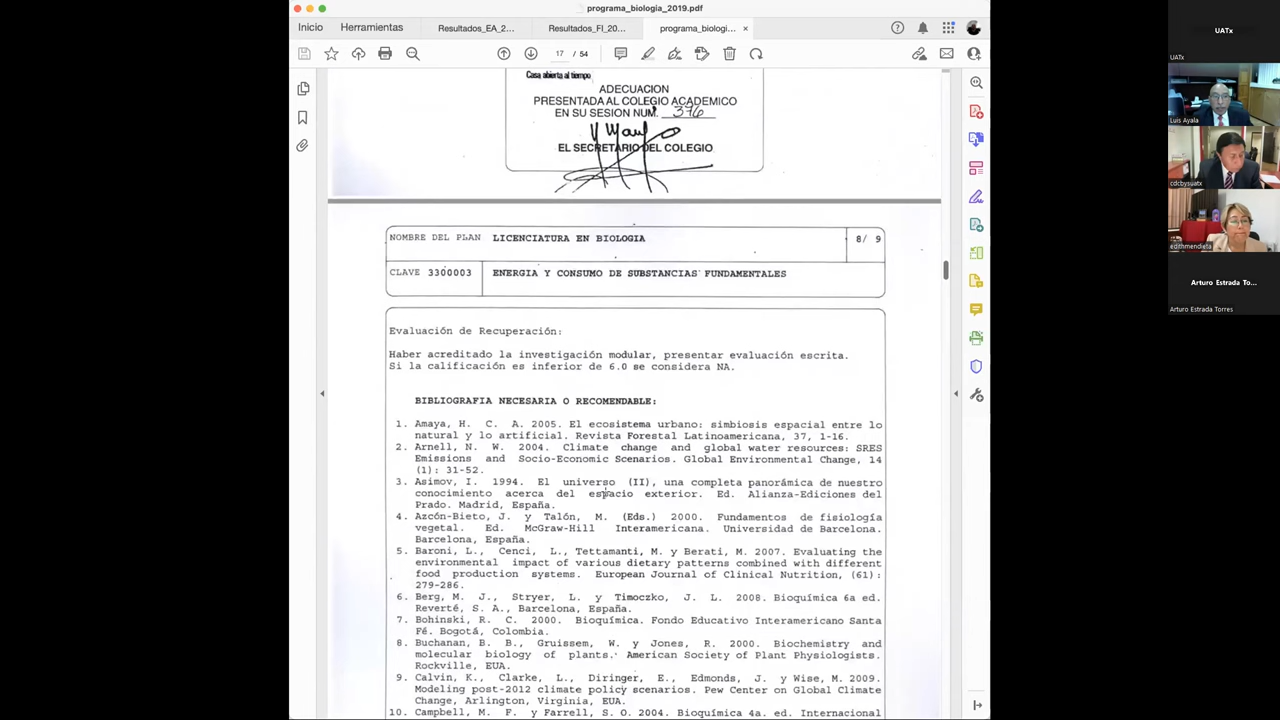 programa_biologia_2019.pdf
Inicio
Herramientas
Resultados_EA_2...
Resultados_FI_20...
programa_biologi...
17 / 54
Casa abierta al tiempo
ADECUACION
PRESENTADA AL COLEGIO ACADEMICO
EN SU SESION NUM. 376
EL SECRETARIO DEL COLEGIO
NOMBRE DEL PLAN LICENCIATURA EN BIOLOGIA
8/ 9
CLAVE 3300003
ENERGIA Y CONSUMO DE SUBSTANCIAS FUNDAMENTALES
Evaluación de Recuperación:
Haber acreditado la investigación modular, presentar evaluación escrita.
Si la calificación es inferior de 6.0 se considera NA.
BIBLIOGRAFIA NECESARIA O RECOMENDABLE:
1. Amaya, H. C. A. 2005. El ecosistema urbano: simbiosis espacial entre lo
natural y lo artificial. Revista Forestal Latinoamericana, 37, 1-16.
2. Arnell, N. W. 2004. Climate change and global water resources: SRES
Emissions and Socio-Economic Scenarios. Global Environmental Change, 14
(1): 31-52.
3. Asimov, I. 1994. El universo (II), una completa panorámica de nuestro
conocimiento acerca del espacio exterior. Ed. Alianza-Ediciones del
Prado. Madrid, España.
4. Azcón-Bieto, J. y Talón, M. (Eds.) 2000. Fundamentos de fisiología
vegetal. Ed. McGraw-Hill Interamericana. Universidad de Barcelona.
Barcelona, España.
5. Baroni, L., Cenci, L., Tettamanti, M. y Berati, M. 2007. Evaluating the
environmental impact of various dietary patterns combined with different
food production systems. European Journal of Clinical Nutrition, (61):
279-286.
6. Berg, M. J., Stryer, L. y Timoczko, J. L. 2008. Bioquímica 6a ed.
Reverté, S. A., Barcelona, España.
7. Bohinski, R. C. 2000. Bioquímica. Fondo Educativo Interamericano Santa
Fé. Bogotá, Colombia.
8. Buchanan, B. B., Gruissem, W. y Jones, R. 2000. Biochemistry and
molecular biology of plants. American Society of Plant Physiologists.
Rockville, EUA.
9. Calvin, K., Clarke, L., Diringer, E., Edmonds, J. y Wise, M. 2009.
Modeling post-2012 climate policy scenarios. Pew Center on Global Climate
Change, Arlington, Virginia, EUA.
10. Campbell, M. F. y Farrell, S. O. 2004. Bioquímica 4a. ed. Internacional
UATx
UATx
Luis Ayala
cdcbysuatx
edithmendieta
Arturo Estrada To...
Arturo Estrada Torres